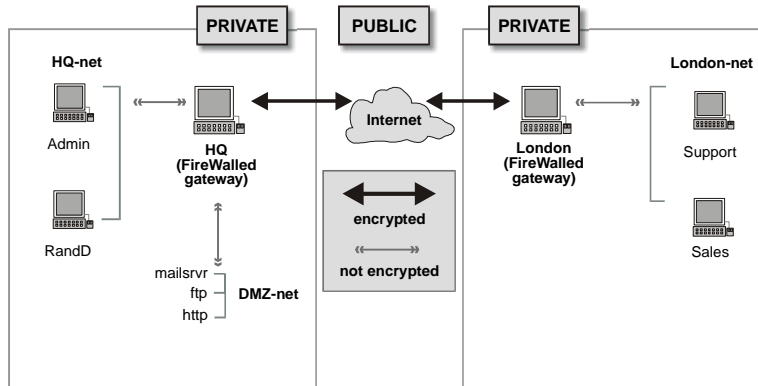 PRIVATE
PUBLIC
PRIVATE
HQ-net
London-net
Admin
HQ
(FireWalled
gateway)
Internet
London
(FireWalled
gateway)
Support
RandD
encrypted
not encrypted
Sales
mailsrvr
ftp
http
DMZ-net